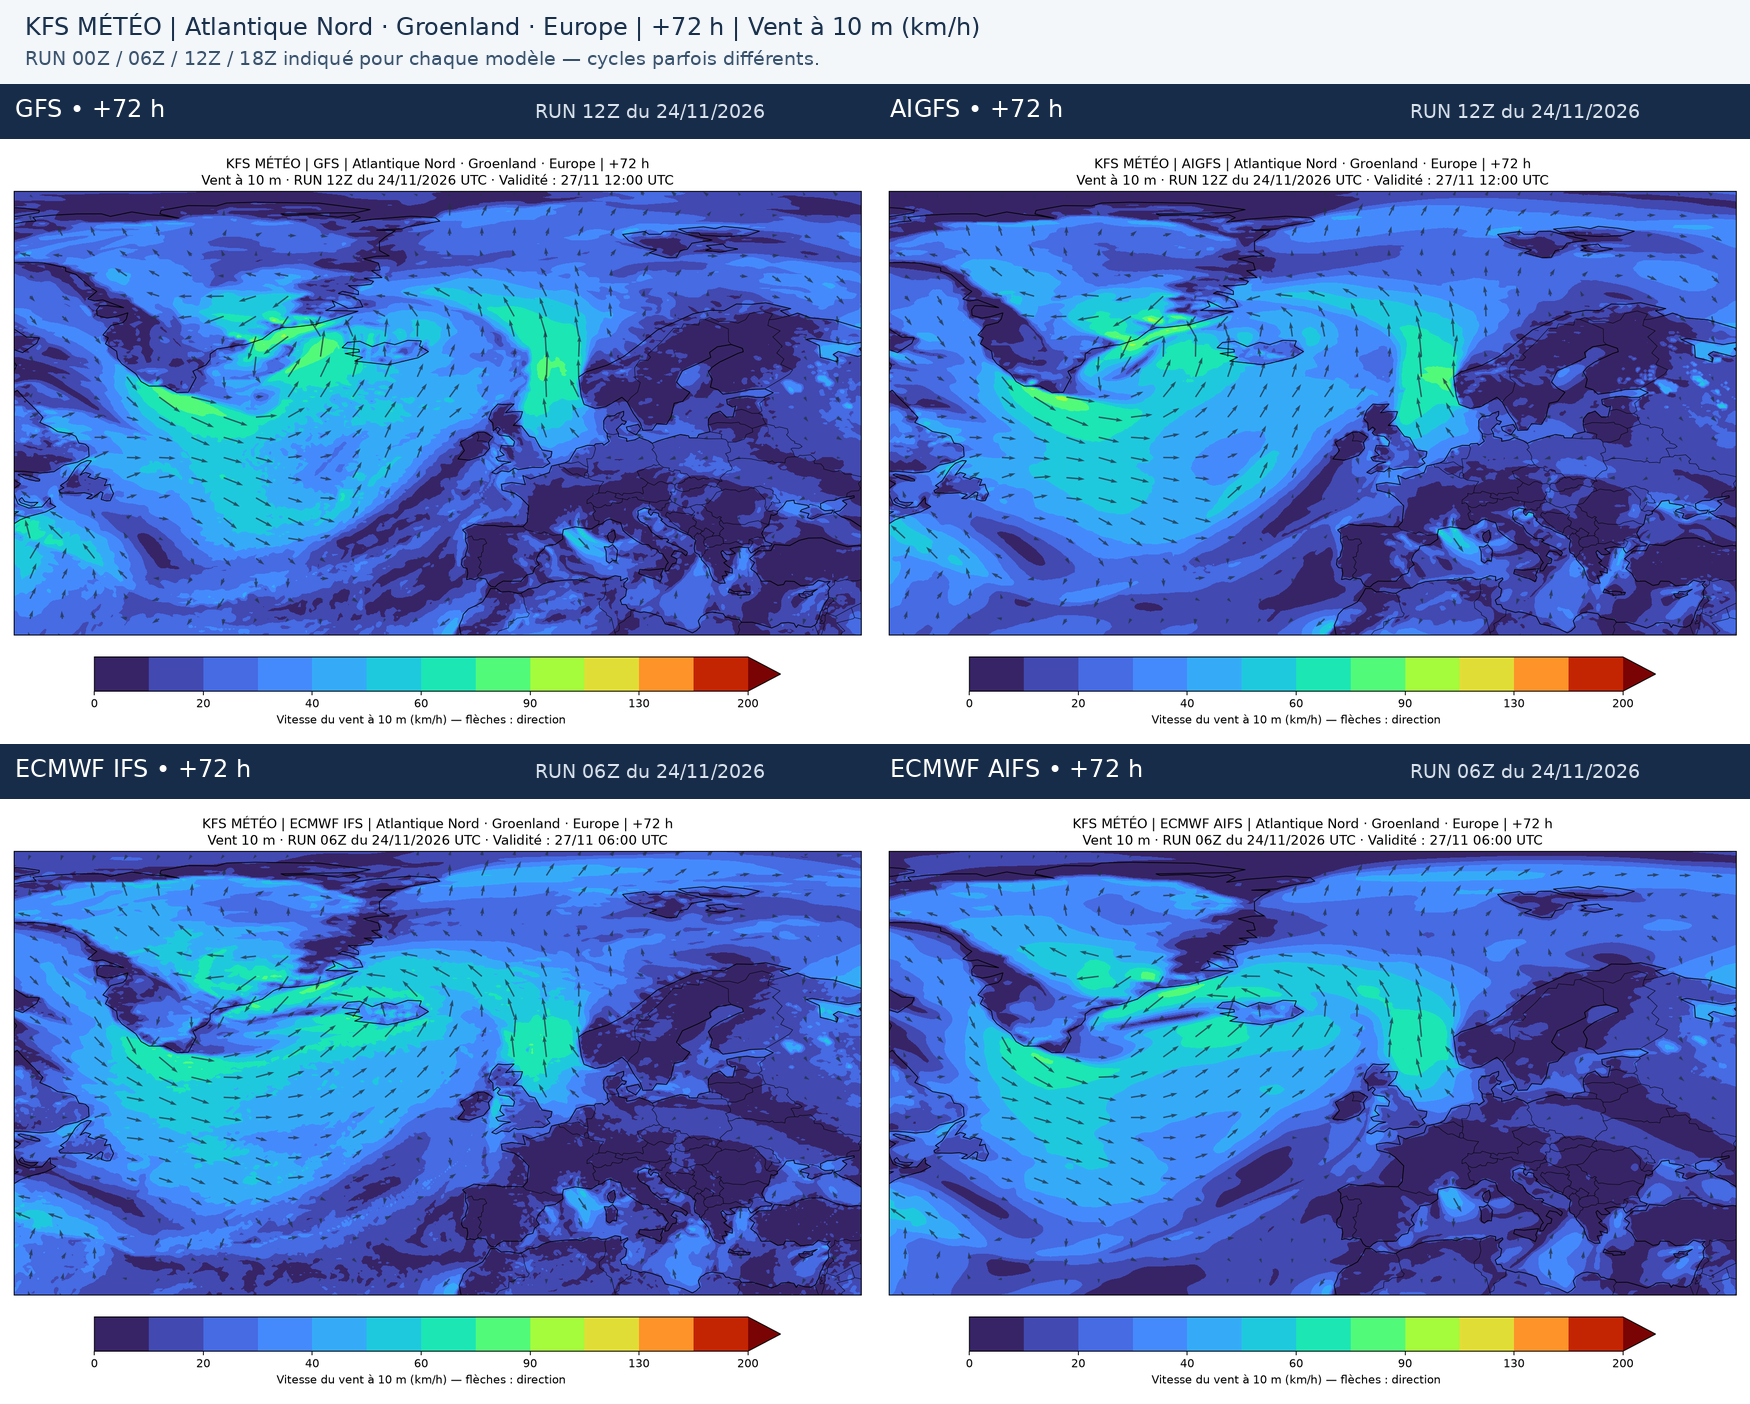 KFS MÉTÉO | Atlantique Nord · Groenland · Europe | +72 h | Vent à 10 m (km/h)
RUN 00Z / 06Z / 12Z / 18Z indiqué pour chaque modèle — cycles parfois différents.
GFS • +72 h
RUN 12Z du 24/11/2026
KFS MÉTÉO | GFS | Atlantique Nord · Groenland · Europe | +72 h
Vent à 10 m · RUN 12Z du 24/11/2026 UTC · Validité : 27/11 12:00 UTC
0 20 40 60 90 130 200
Vitesse du vent à 10 m (km/h) — flèches : direction
AIGFS • +72 h
RUN 12Z du 24/11/2026
KFS MÉTÉO | AIGFS | Atlantique Nord · Groenland · Europe | +72 h
Vent à 10 m · RUN 12Z du 24/11/2026 UTC · Validité : 27/11 12:00 UTC
0 20 40 60 90 130 200
Vitesse du vent à 10 m (km/h) — flèches : direction
ECMWF IFS • +72 h
RUN 06Z du 24/11/2026
KFS MÉTÉO | ECMWF IFS | Atlantique Nord · Groenland · Europe | +72 h
Vent 10 m · RUN 06Z du 24/11/2026 UTC · Validité : 27/11 06:00 UTC
0 20 40 60 90 130 200
Vitesse du vent à 10 m (km/h) — flèches : direction
ECMWF AIFS • +72 h
RUN 06Z du 24/11/2026
KFS MÉTÉO | ECMWF AIFS | Atlantique Nord · Groenland · Europe | +72 h
Vent 10 m · RUN 06Z du 24/11/2026 UTC · Validité : 27/11 06:00 UTC
0 20 40 60 90 130 200
Vitesse du vent à 10 m (km/h) — flèches : direction